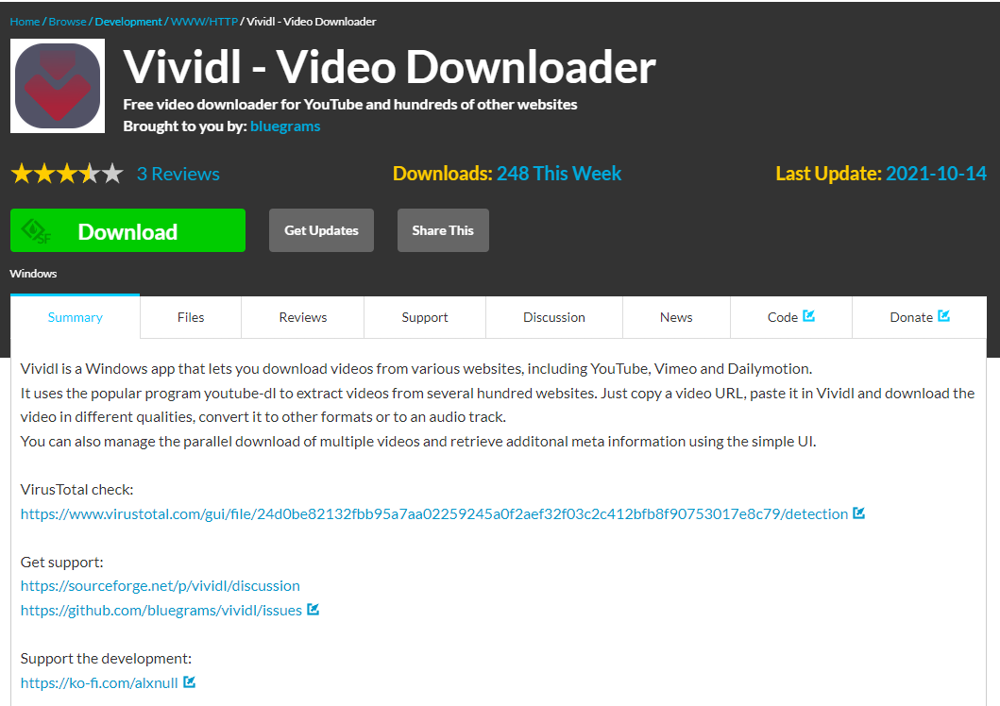 Home / Browse / Development / WWW/HTTP / Vividl - Video Downloader
Vividl - Video Downloader
Free video downloader for YouTube and hundreds of other websites
Brought to you by: bluegrams
3 Reviews
Downloads: 248 This Week
Last Update: 2021-10-14
SF
Download
Get Updates
Share This
Windows
Summary
Files
Reviews
Support
Discussion
News
Code
Donate
Vividl is a Windows app that lets you download videos from various websites, including YouTube, Vimeo and Dailymotion.
It uses the popular program youtube-dl to extract videos from several hundred websites. Just copy a video URL, paste it in Vividl and download the
video in different qualities, convert it to other formats or to an audio track.
You can also manage the parallel download of multiple videos and retrieve additonal meta information using the simple UI.
VirusTotal check:
https://www.virustotal.com/gui/file/24d0be82132fbb95a7aa02259245a0f2aef32f03c2c412bfb8f90753017e8c79/detection
Get support:
https://sourceforge.net/p/vividl/discussion
https://github.com/bluegrams/vividl/issues
Support the development:
https://ko-fi.com/alxnull